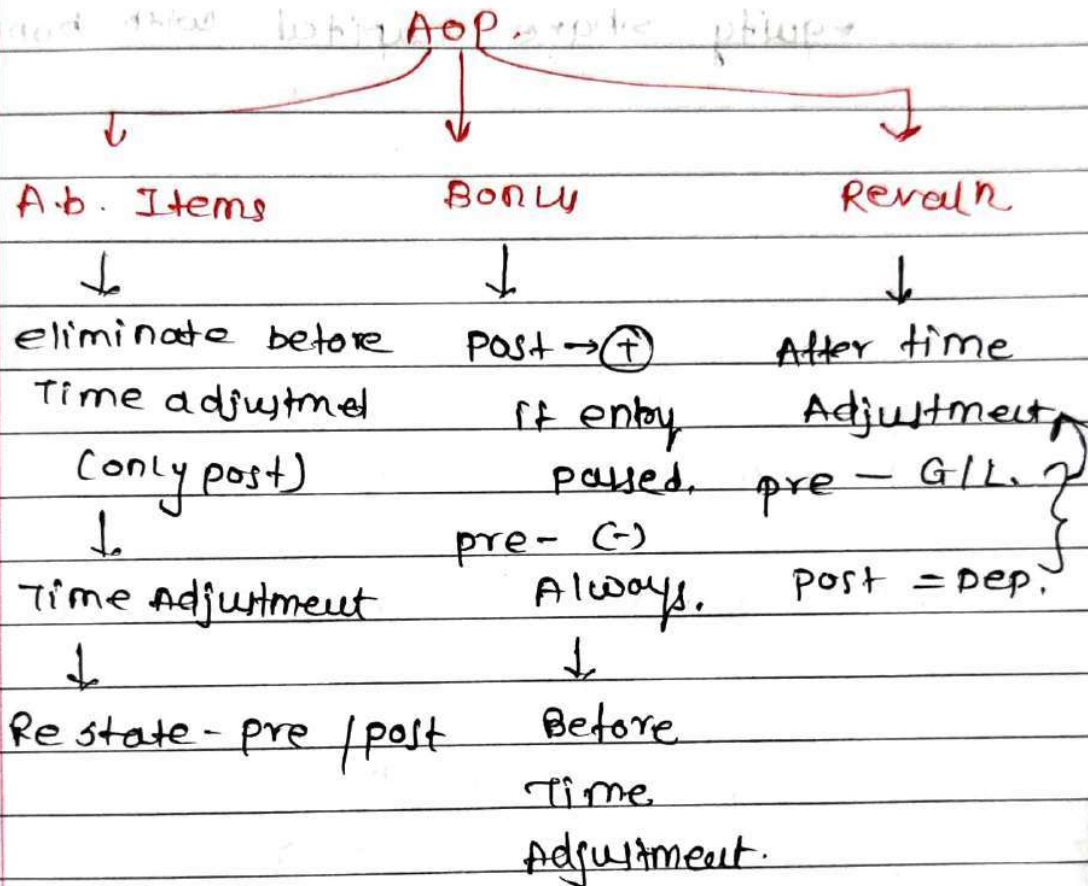 AOP.
A.b. Items
Bonus
Revaln
eliminate before
Time adjustmet
(only post)
Time Adjustment
Re state - pre / post
Post → (+)
if entry
passed.
pre - (-)
Always.
Before
Time
Adjustment.
After time
Adjustment
pre - G/L.
post = Dep.